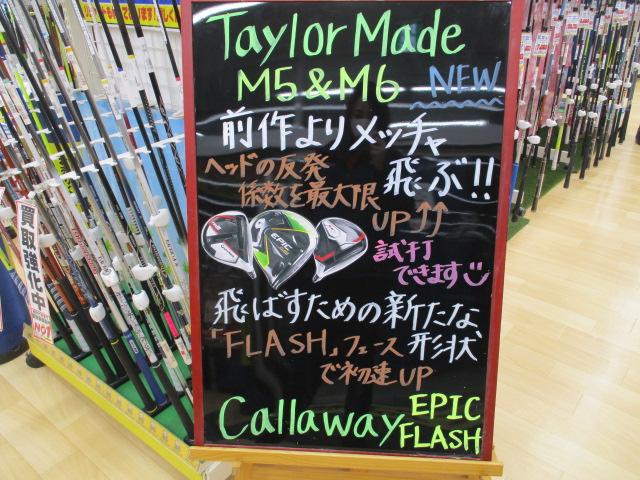 TaylorMade
M5&M6 NEW
前作よりメッチャ
飛ぶ!!
ヘッドの反発
係数を最大限
UP↑↑
EPIC
試打
できます
飛ばすための新たな
「FLASH」フェース 形状
で初速UP
Callaway EPIC
FLASH
買取強化中
NO1